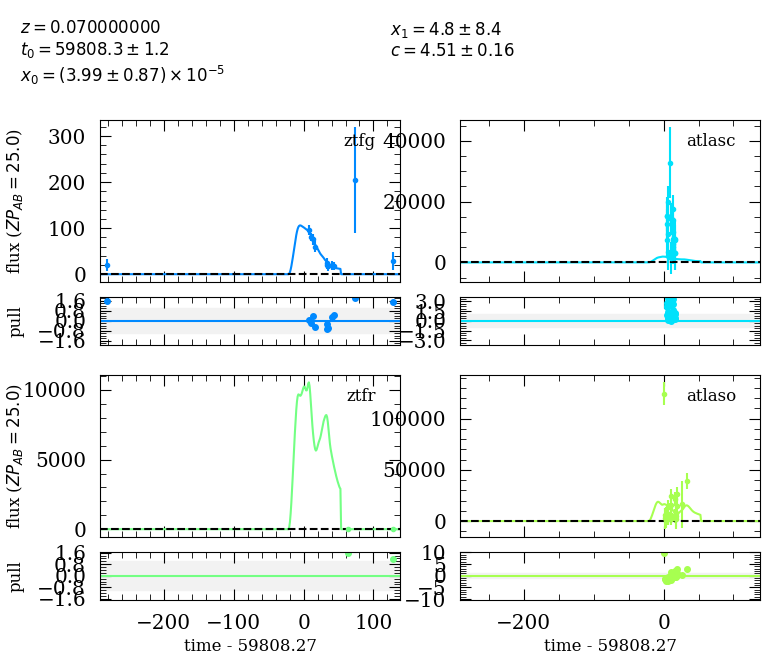 z = 0.070000000
t₀ = 59808.3 ± 1.2
x₀ = (3.99 ± 0.87) × 10⁻⁵
x₁ = 4.8 ± 8.4
c = 4.51 ± 0.16
ztfg
flux (ZP_AB = 25.0)
300
200
100
0
atlasc
40000
20000
0
pull
1.6
0.8
0.0
−0.8
−1.6
3.0
1.5
0.0
−1.5
−3.0
ztfr
flux (ZP_AB = 25.0)
10000
5000
0
atlaso
100000
50000
0
pull
1.6
0.8
0.0
−0.8
−1.6
−200
−100
0
100
time - 59808.27
10
5
0
−5
−10
−200
0
time - 59808.27